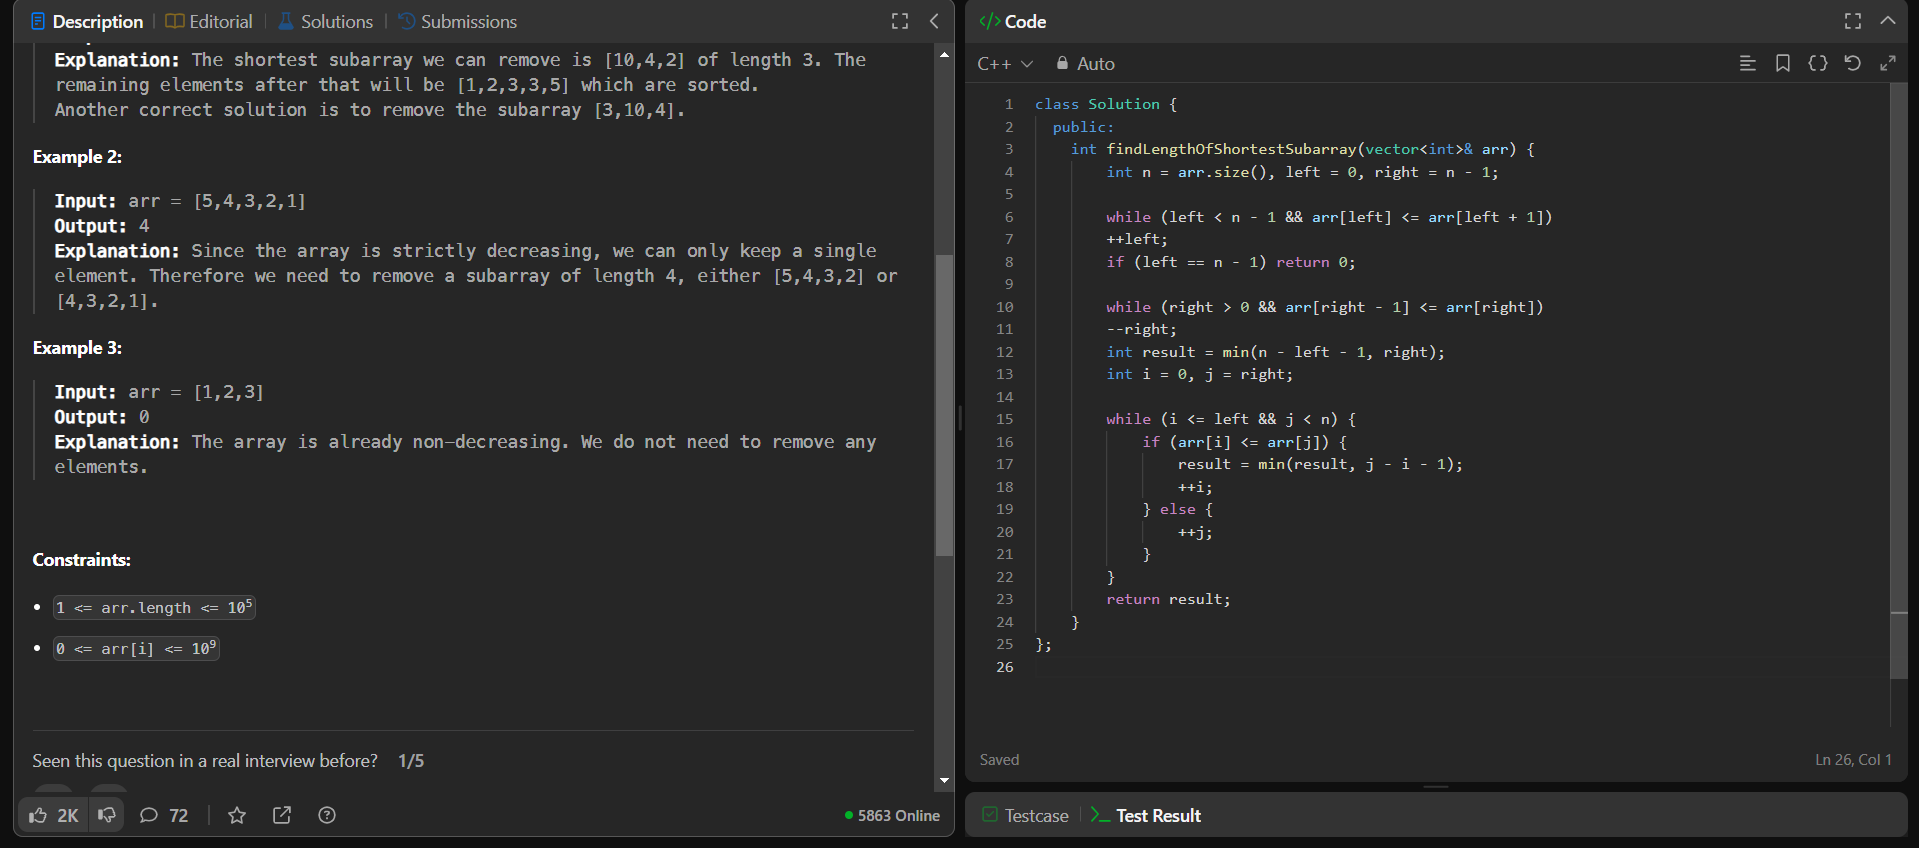 Description
Editorial
Solutions
Submissions
Explanation: The shortest subarray we can remove is [10,4,2] of length 3. The
remaining elements after that will be [1,2,3,3,5] which are sorted.
Another correct solution is to remove the subarray [3,10,4].
Example 2:
Input: arr = [5,4,3,2,1]
Output: 4
Explanation: Since the array is strictly decreasing, we can only keep a single
element. Therefore we need to remove a subarray of length 4, either [5,4,3,2] or
[4,3,2,1].
Example 3:
Input: arr = [1,2,3]
Output: 0
Explanation: The array is already non-decreasing. We do not need to remove any
elements.
Constraints:
• 1 <= arr.length <= 10⁵
• 0 <= arr[i] <= 10⁹
Seen this question in a real interview before? 1/5
2K
72
5863 Online
</> Code
C++
Auto
1 class Solution {
2   public:
3     int findLengthOfShortestSubarray(vector<int>& arr) {
4         int n = arr.size(), left = 0, right = n - 1;
5
6         while (left < n - 1 && arr[left] <= arr[left + 1])
7         ++left;
8         if (left == n - 1) return 0;
9
10         while (right > 0 && arr[right - 1] <= arr[right])
11         --right;
12         int result = min(n - left - 1, right);
13         int i = 0, j = right;
14
15         while (i <= left && j < n) {
16             if (arr[i] <= arr[j]) {
17                 result = min(result, j - i - 1);
18                 ++i;
19             } else {
20                 ++j;
21             }
22         }
23         return result;
24     }
25 };
26
Saved
Ln 26, Col 1
Testcase
Test Result